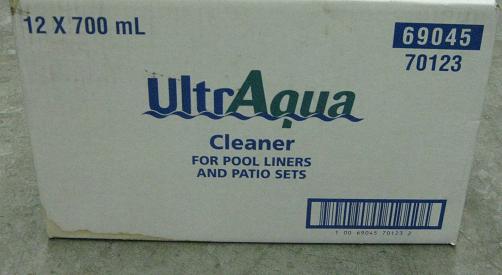 12 X 700 mL
69045
70123
UltrAqua
Cleaner
FOR POOL LINERS
AND PATIO SETS
1 00 69045 70123 2